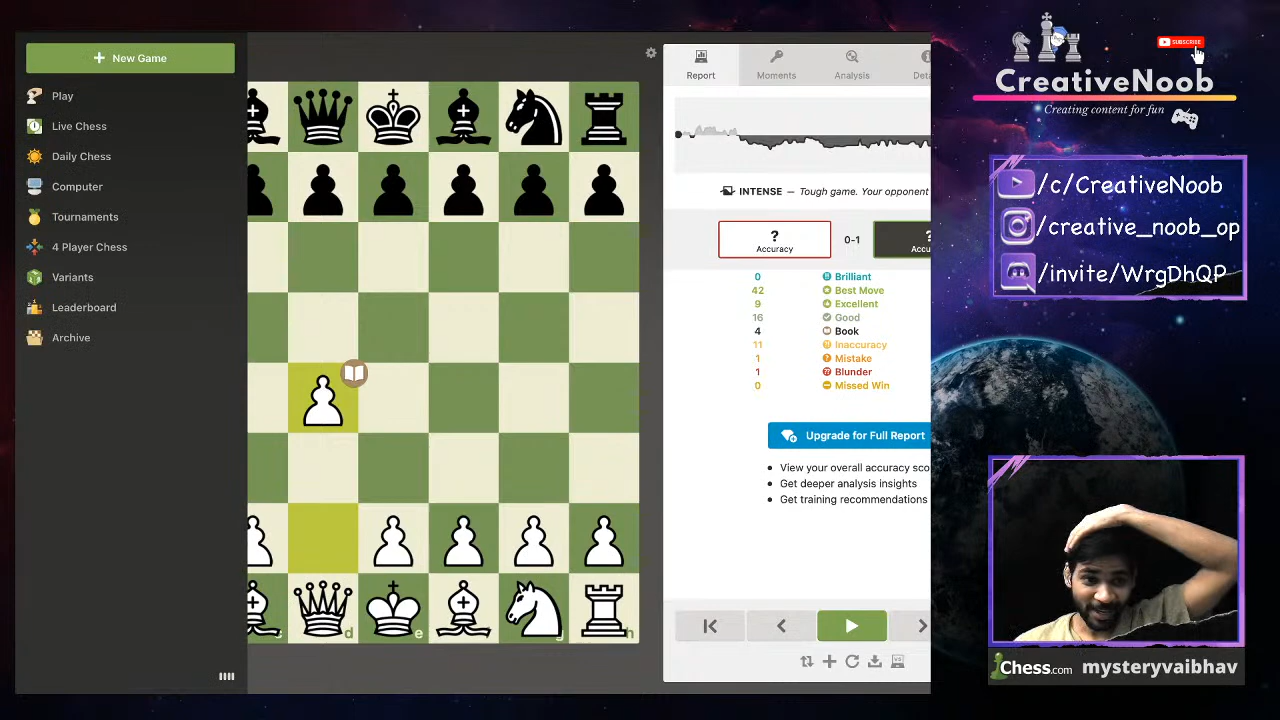 New Game
Play
Live Chess
Daily Chess
Computer
Tournaments
4 Player Chess
Variants
Leaderboard
Archive
d
e
g
h
Report
Moments
Analysis
INTENSE — Tough game. Your opponent
?
Accuracy
0-1
0 Brilliant
42 Best Move
9 Excellent
16 Good
4 Book
11 Inaccuracy
1 ? Mistake
1 ?? Blunder
0 Missed Win
Upgrade for Full Report
• View your overall accuracy sco
• Get deeper analysis insights
• Get training recommendations
SUBSCRIBE
CreativeNoob
Creating content for fun
/c/CreativeNoob
/creative_noob_op
/invite/WrgDhQP
Chess.com mysteryvaibhav